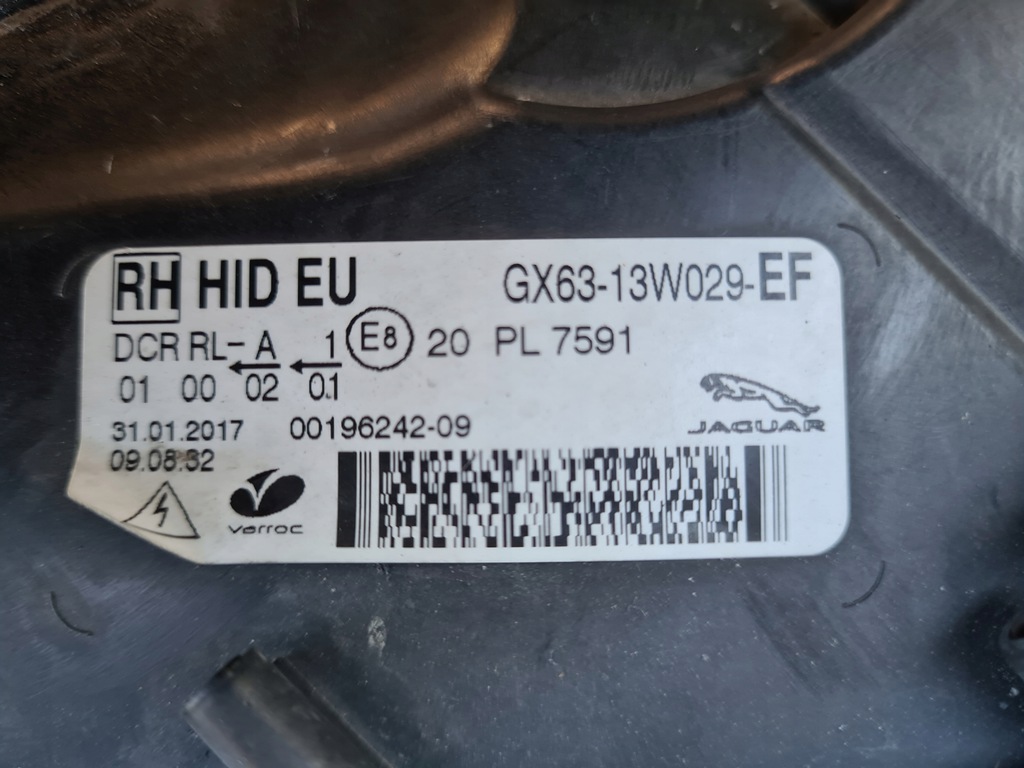 RH HID EU GX63-13W029-EF
DCR RL-A 1 E8 20 PL 7591
01 00 02 01
JAGUAR
31.01.2017 00196242-09
09.08.32
varroc